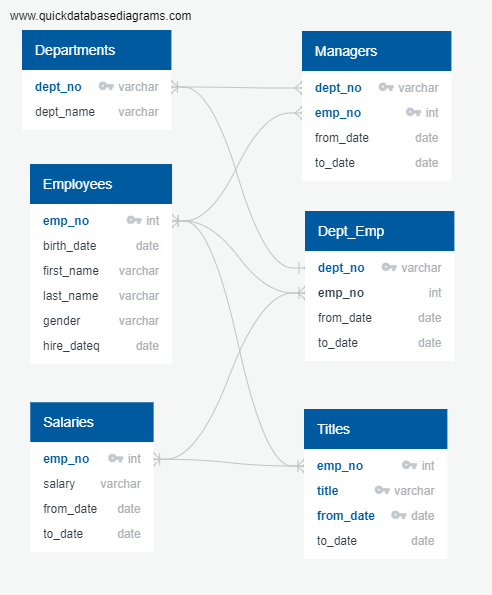 www.quickdatabasediagrams.com
Departments
dept_no varchar
dept_name varchar
Managers
dept_no varchar
emp_no int
from_date date
to_date date
Employees
emp_no int
birth_date date
first_name varchar
last_name varchar
gender varchar
hire_dateq date
Dept_Emp
dept_no varchar
emp_no int
from_date date
to_date date
Salaries
emp_no int
salary varchar
from_date date
to_date date
Titles
emp_no int
title varchar
from_date date
to_date date